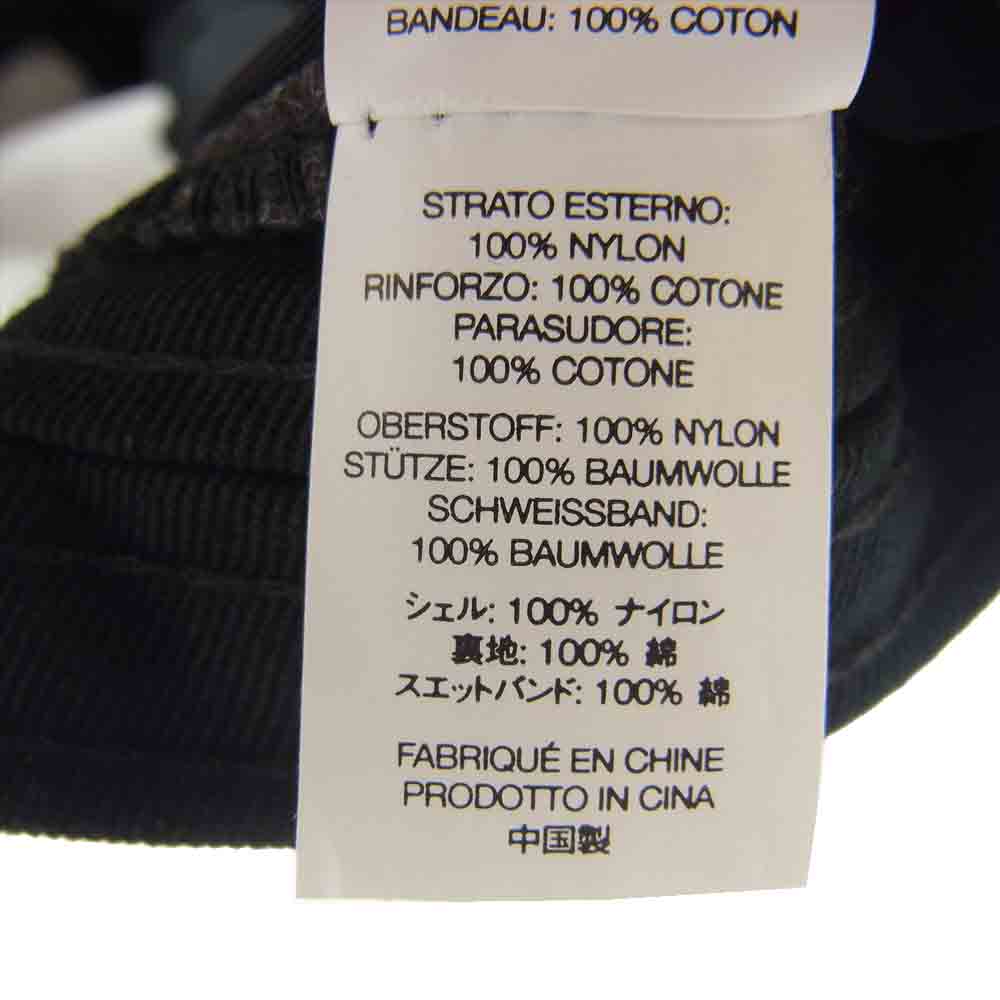 BANDEAU: 100% COTON
STRATO ESTERNO:
100% NYLON
RINFORZO: 100% COTONE
PARASUDORE:
100% COTONE
OBERSTOFF: 100% NYLON
STÜTZE: 100% BAUMWOLLE
SCHWEISSBAND:
100% BAUMWOLLE
シェル: 100% ナイロン
裏地: 100% 綿
スエットバンド: 100% 綿
FABRIQUÉ EN CHINE
PRODOTTO IN CINA
中国製